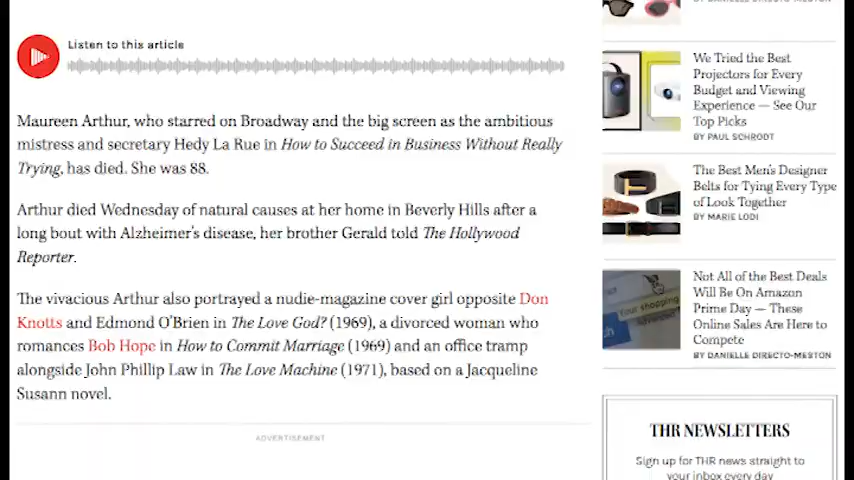 BY DANIELLE DIRECTO-MESTON
Listen to this article
Maureen Arthur, who starred on Broadway and the big screen as the ambitious
mistress and secretary Hedy La Rue in How to Succeed in Business Without Really
Trying, has died. She was 88.
Arthur died Wednesday of natural causes at her home in Beverly Hills after a
long bout with Alzheimer's disease, her brother Gerald told The Hollywood
Reporter.
The vivacious Arthur also portrayed a nudie-magazine cover girl opposite Don
Knotts and Edmond O'Brien in The Love God? (1969), a divorced woman who
romances Bob Hope in How to Commit Marriage (1969) and an office tramp
alongside John Phillip Law in The Love Machine (1971), based on a Jacqueline
Susann novel.
ADVERTISEMENT
We Tried the Best
Projectors for Every
Budget and Viewing
Experience — See Our
Top Picks
BY PAUL SCHRODT
The Best Men's Designer
Belts for Tying Every Type
of Look Together
BY MARIE LODI
Your shopping
Not All of the Best Deals
Will Be On Amazon
Prime Day — These
Online Sales Are Here to
Compete
BY DANIELLE DIRECTO-MESTON
THR NEWSLETTERS
Sign up for THR news straight to
your inbox every day